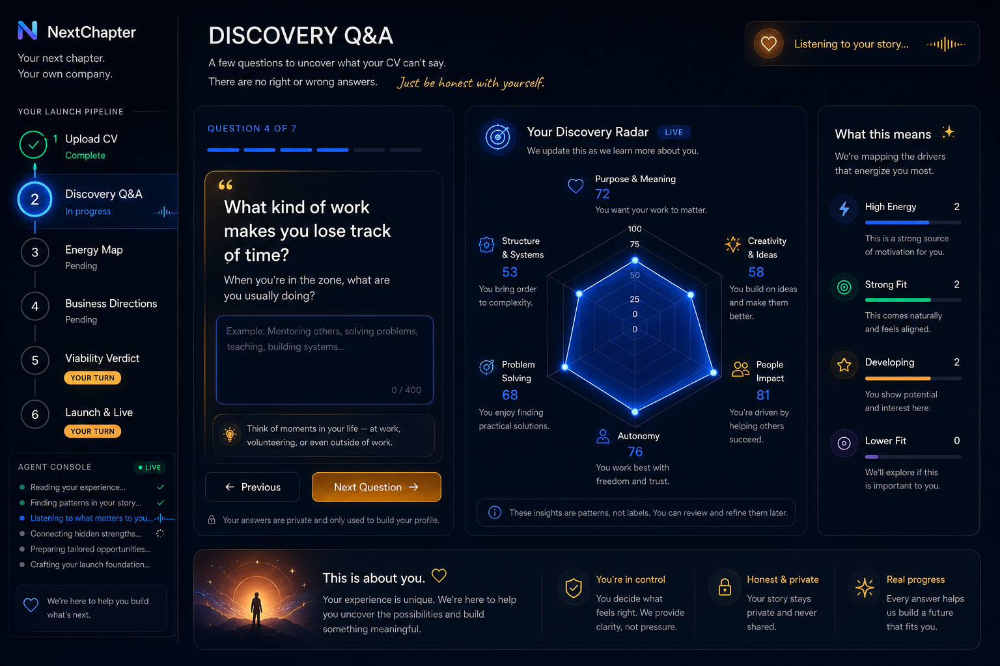 NextChapter
Your next chapter.
Your own company.
YOUR LAUNCH PIPELINE
1 Upload CV
Complete
2 Discovery Q&A
In progress
3 Energy Map
Pending
4 Business Directions
Pending
5 Viability Verdict
YOUR TURN
6 Launch & Live
YOUR TURN
AGENT CONSOLE LIVE
Reading your experience...
Finding patterns in your story...
Listening to what matters to you...
Connecting hidden strengths...
Preparing tailored opportunities...
Crafting your launch foundation...
We're here to help you build
what's next.
DISCOVERY Q&A
A few questions to uncover what your CV can't say.
There are no right or wrong answers. Just be honest with yourself.
Listening to your story...
QUESTION 4 OF 7
“
What kind of work
makes you lose track
of time?
When you're in the zone, what are
you usually doing?
Example: Mentoring others, solving problems,
teaching, building systems...
0 / 400
Think of moments in your life — at work,
volunteering, or even outside of work.
← Previous
Next Question →
Your answers are private and only used to build your profile.
Your Discovery Radar LIVE
We update this as we learn more about you.
Purpose & Meaning
72
You want your work to matter.
Structure
& Systems
53
You bring order
to complexity.
100
75
50
25
0
0
Creativity
& Ideas
58
You build on ideas
and make them
better.
Problem
Solving
68
You enjoy finding
practical solutions.
People
Impact
81
You're driven by
helping others
succeed.
Autonomy
76
You work best with
freedom and trust.
These insights are patterns, not labels. You can review and refine them later.
What this means
We're mapping the drivers
that energize you most.
High Energy 2
This is a strong source
of motivation for you.
Strong Fit 2
This comes naturally
and feels aligned.
Developing 2
You show potential
and interest here.
Lower Fit 0
We'll explore if this
is important to you.
This is about you.
Your experience is unique. We're here to help
you uncover the possibilities and build
something meaningful.
You're in control
You decide what
feels right. We provide
clarity, not pressure.
Honest & private
Your story stays
private and never
shared.
Real progress
Every answer helps
us build a future
that fits you.